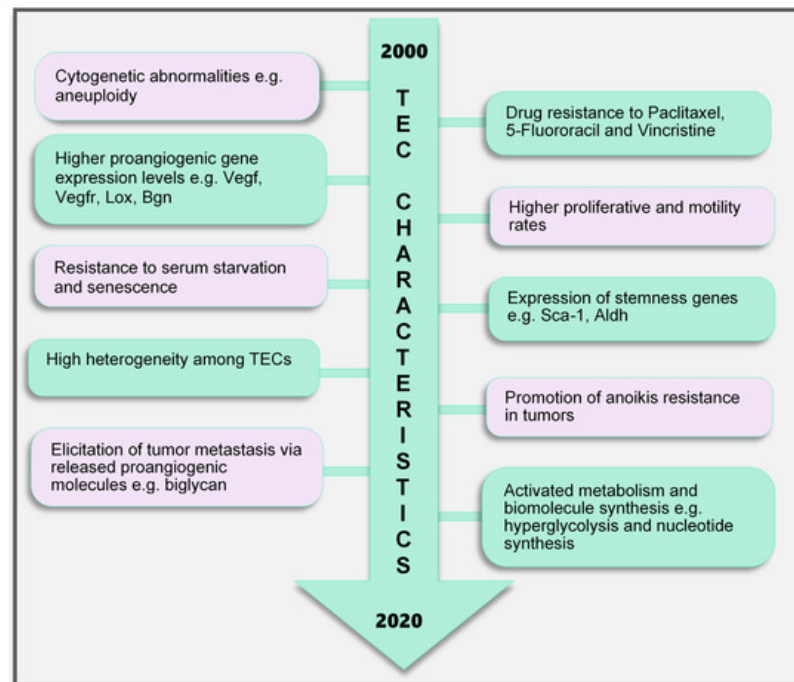 2000
TEC CHARACTERISTICS
Cytogenetic abnormalities e.g.
aneuploidy
Drug resistance to Paclitaxel,
5-Fluororacil and Vincristine
Higher proangiogenic gene
expression levels e.g. Vegf,
Vegfr, Lox, Bgn
Higher proliferative and motility
rates
Resistance to serum starvation
and senescence
Expression of stemness genes
e.g. Sca-1, Aldh
High heterogeneity among TECs
Promotion of anoikis resistance
in tumors
Elicitation of tumor metastasis via
released proangiogenic
molecules e.g. biglycan
Activated metabolism and
biomolecule synthesis e.g.
hyperglycolysis and nucleotide
synthesis
2020